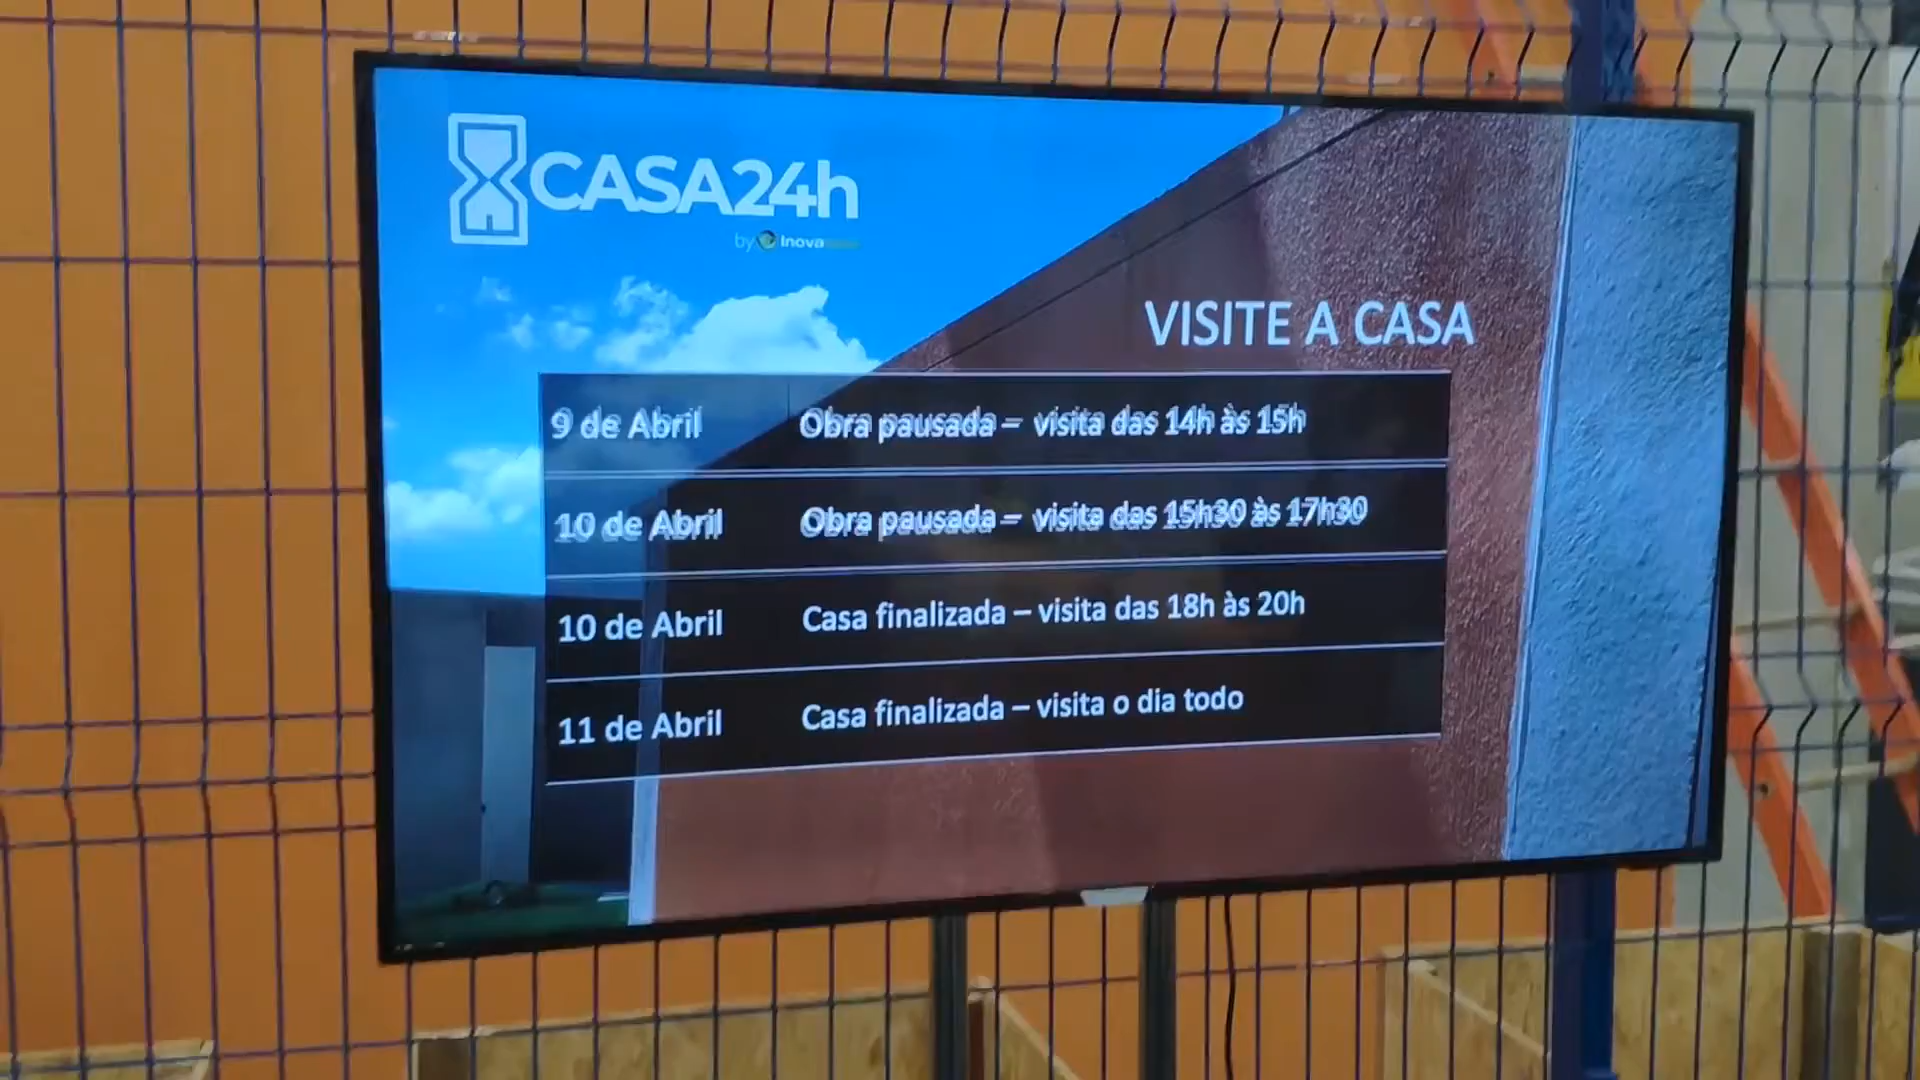 CASA24h
by Inova
VISITE A CASA
9 de Abril Obra pausada – visita das 14h às 15h
10 de Abril Obra pausada – visita das 15h30 às 17h30
10 de Abril Casa finalizada – visita das 18h às 20h
11 de Abril Casa finalizada – visita o dia todo